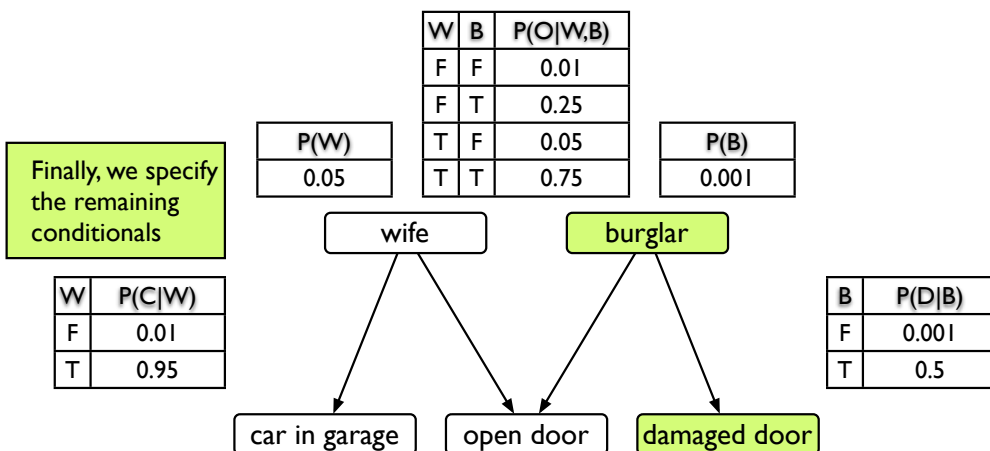 W B P(O|W,B)
F F 0.01
F T 0.25
T F 0.05
T T 0.75
P(W)
0.05
P(B)
0.001
Finally, we specify
the remaining
conditionals
wife
burglar
W P(C|W)
F 0.01
T 0.95
B P(D|B)
F 0.001
T 0.5
car in garage
open door
damaged door